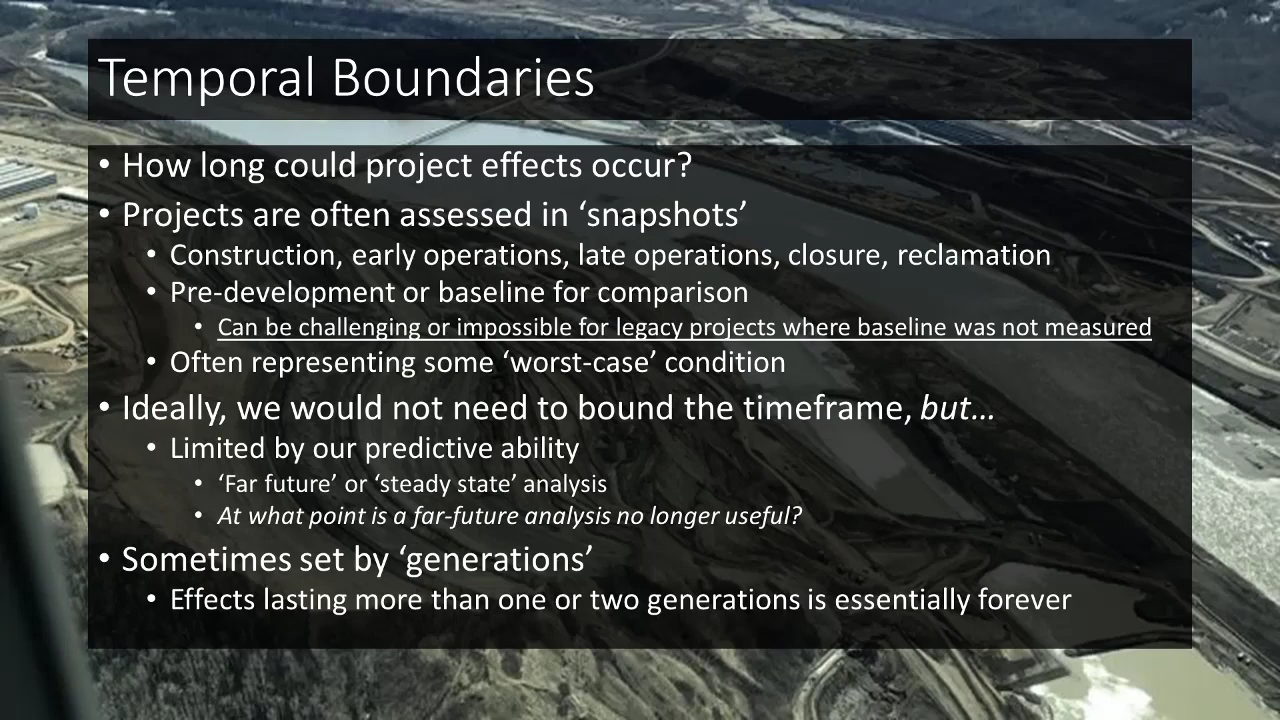 Temporal Boundaries
• How long could project effects occur?
• Projects are often assessed in ‘snapshots’
• Construction, early operations, late operations, closure, reclamation
• Pre-development or baseline for comparison
• Can be challenging or impossible for legacy projects where baseline was not measured
• Often representing some ‘worst-case’ condition
• Ideally, we would not need to bound the timeframe, but…
• Limited by our predictive ability
• ‘Far future’ or ‘steady state’ analysis
• At what point is a far-future analysis no longer useful?
• Sometimes set by ‘generations’
• Effects lasting more than one or two generations is essentially forever